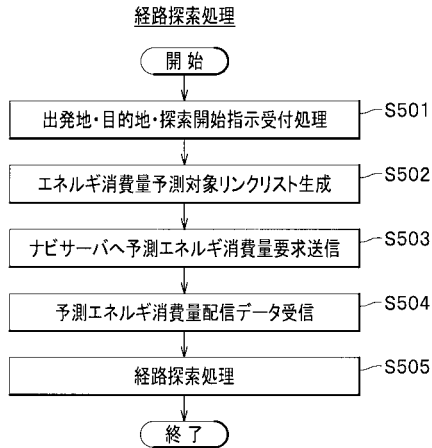 経路探索処理
開始
出発地・目的地・探索開始指示受付処理
S501
エネルギ消費量予測対象リンクリスト生成
S502
ナビサーバへ予測エネルギ消費量要求送信
S503
予測エネルギ消費量配信データ受信
S504
経路探索処理
S505
終了